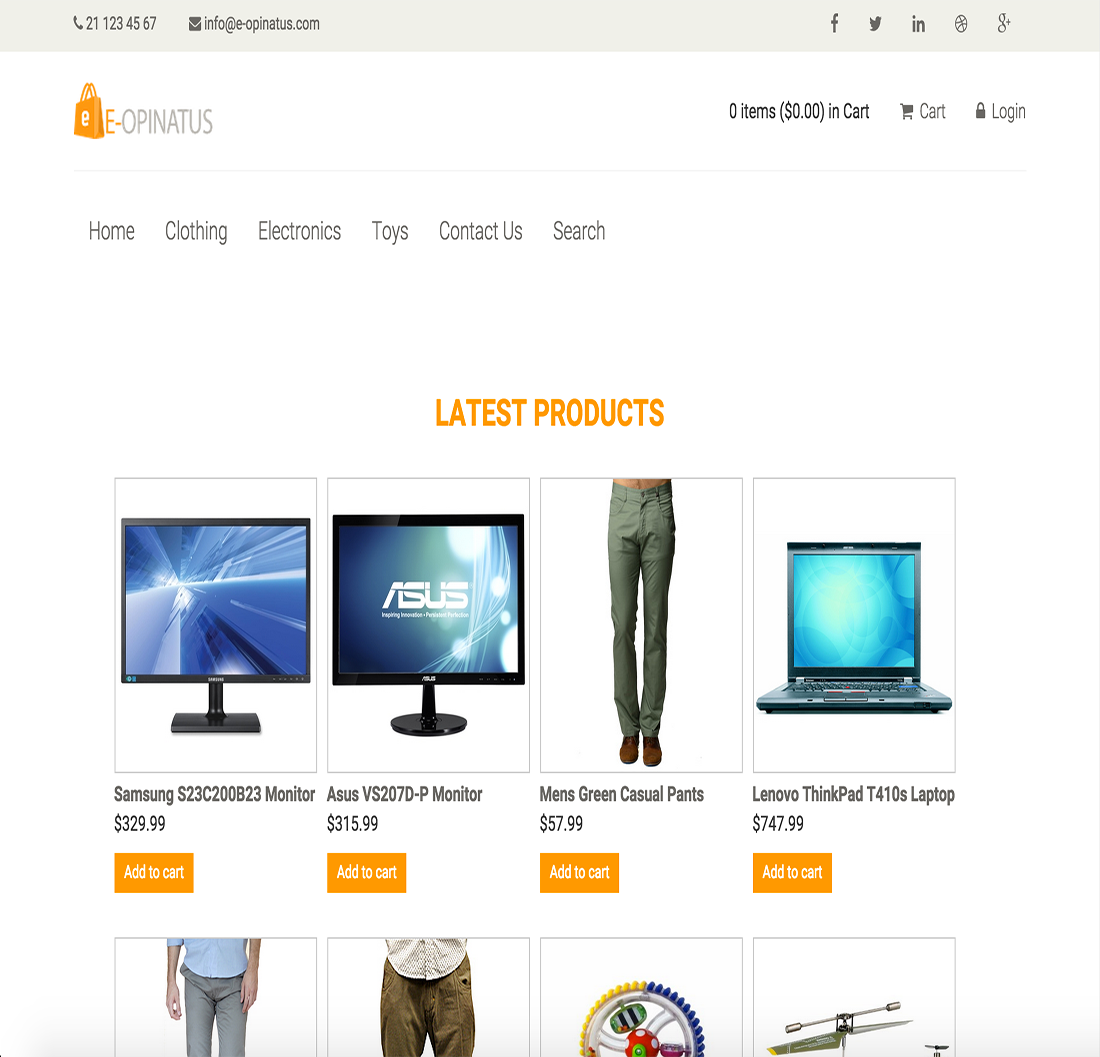 21 123 45 67 info@e-opinatus.com
e E-OPINATUS
0 items ($0.00) in Cart Cart Login
Home Clothing Electronics Toys Contact Us Search
LATEST PRODUCTS
ASUS
Inspiring Innovation • Persistent Perfection
SAMSUNG
ASUS
Samsung S23C200B23 Monitor Asus VS207D-P Monitor Mens Green Casual Pants Lenovo ThinkPad T410s Laptop
$329.99 $315.99 $57.99 $747.99
Add to cart Add to cart Add to cart Add to cart